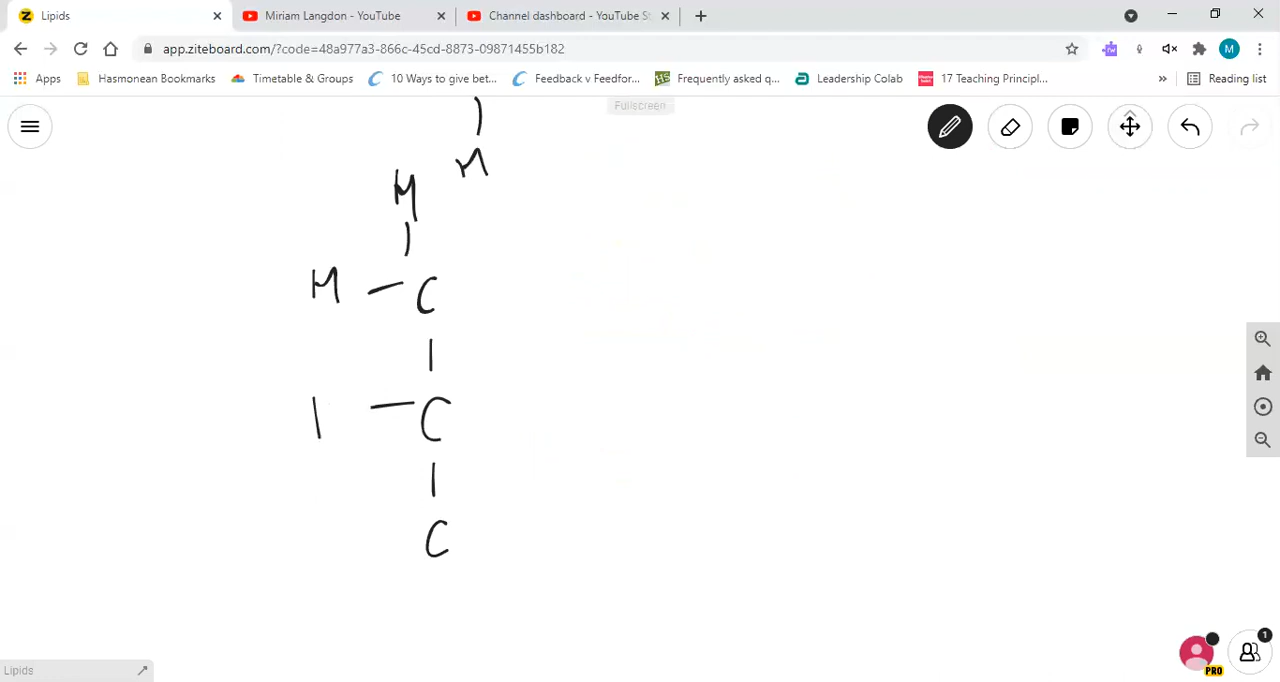 Lipids
Miriam Langdon - YouTube
Channel dashboard - YouTube St
app.ziteboard.com/?code=48a977a3-866c-45cd-8873-09871455b182
M
Apps
Hasmonean Bookmarks
Timetable & Groups
10 Ways to give bet...
Feedback v Feedfor...
Frequently asked q...
Leadership Colab
17 Teaching Principl...
»
Reading list
Fullscreen
H
H
H – C
C
C
Lipids
1
PRO